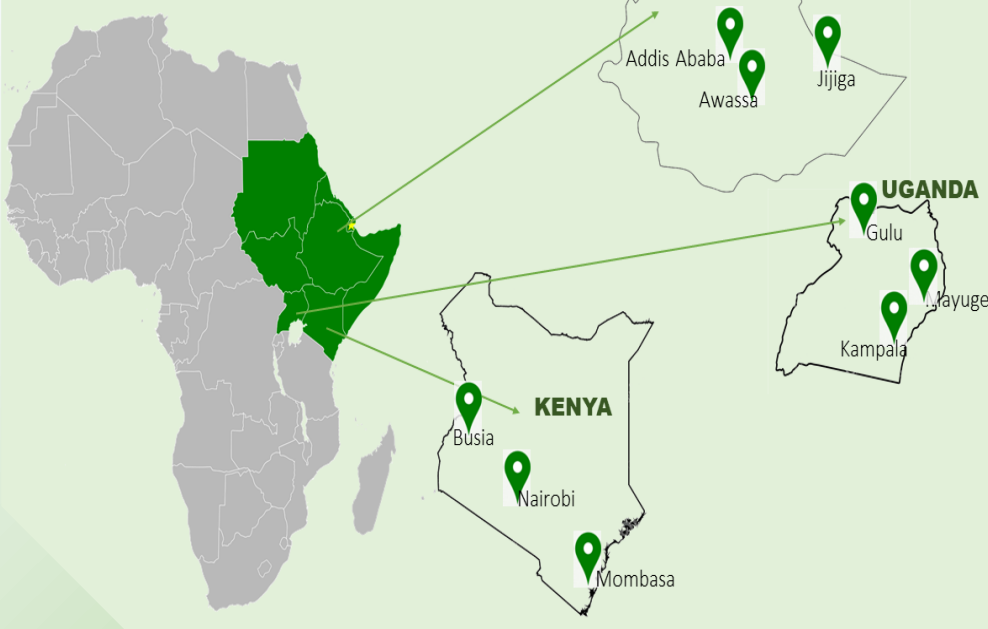 Addis Ababa
Jijiga
Awassa
UGANDA
Gulu
Mayuge
Kampala
KENYA
Busia
Nairobi
Mombasa